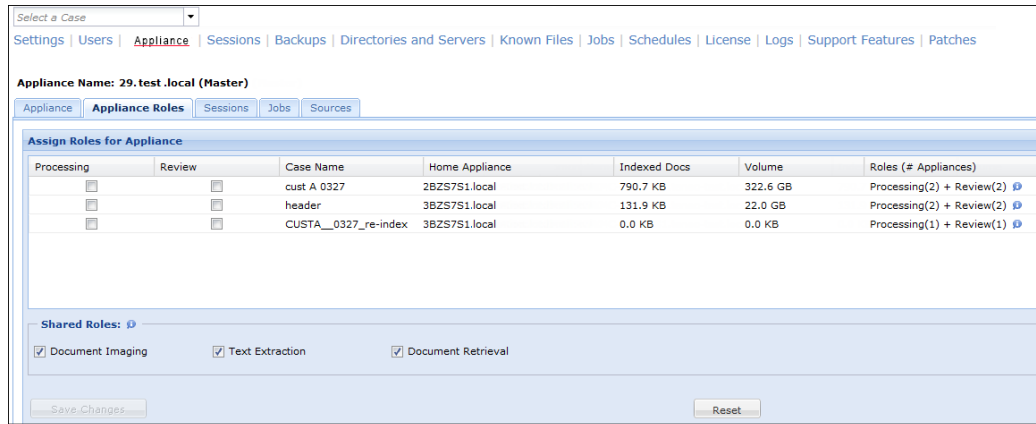 Select a Case
Settings | Users | Appliance | Sessions | Backups | Directories and Servers | Known Files | Jobs | Schedules | License | Logs | Support Features | Patches
Appliance Name: 29.test.local (Master)
Appliance Appliance Roles Sessions Jobs Sources
Assign Roles for Appliance
Processing Review Case Name Home Appliance Indexed Docs Volume Roles (# Appliances)
cust A 0327 2BZS7S1.local 790.7 KB 322.6 GB Processing(2) + Review(2)
header 3BZS7S1.local 131.9 KB 22.0 GB Processing(2) + Review(2)
CUSTA__0327_re-index 3BZS7S1.local 0.0 KB 0.0 KB Processing(1) + Review(1)
Shared Roles:
Document Imaging Text Extraction Document Retrieval
Save Changes Reset